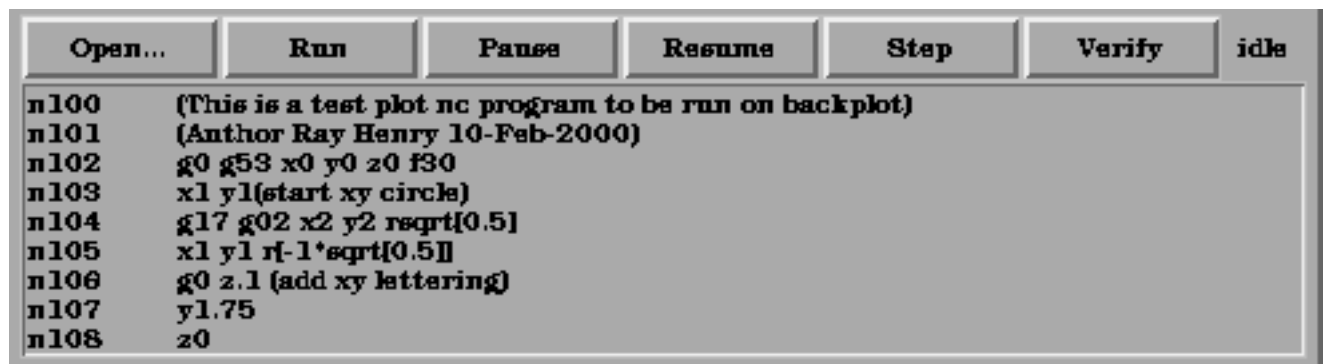 Open... Run Pause Resume Step Verify idle
n100 (This is a test plot nc program to be run on backplot)
n101 (Author Ray Henry 10-Feb-2000)
n102 g0 g53 x0 y0 z0 f30
n103 x1 y1(start xy circle)
n104 g17 g02 x2 y2 rsqrt[0.5]
n105 x1 y1 r[-1*sqrt[0.5]]
n106 g0 z.1 (add xy lettering)
n107 y1.75
n108 z0